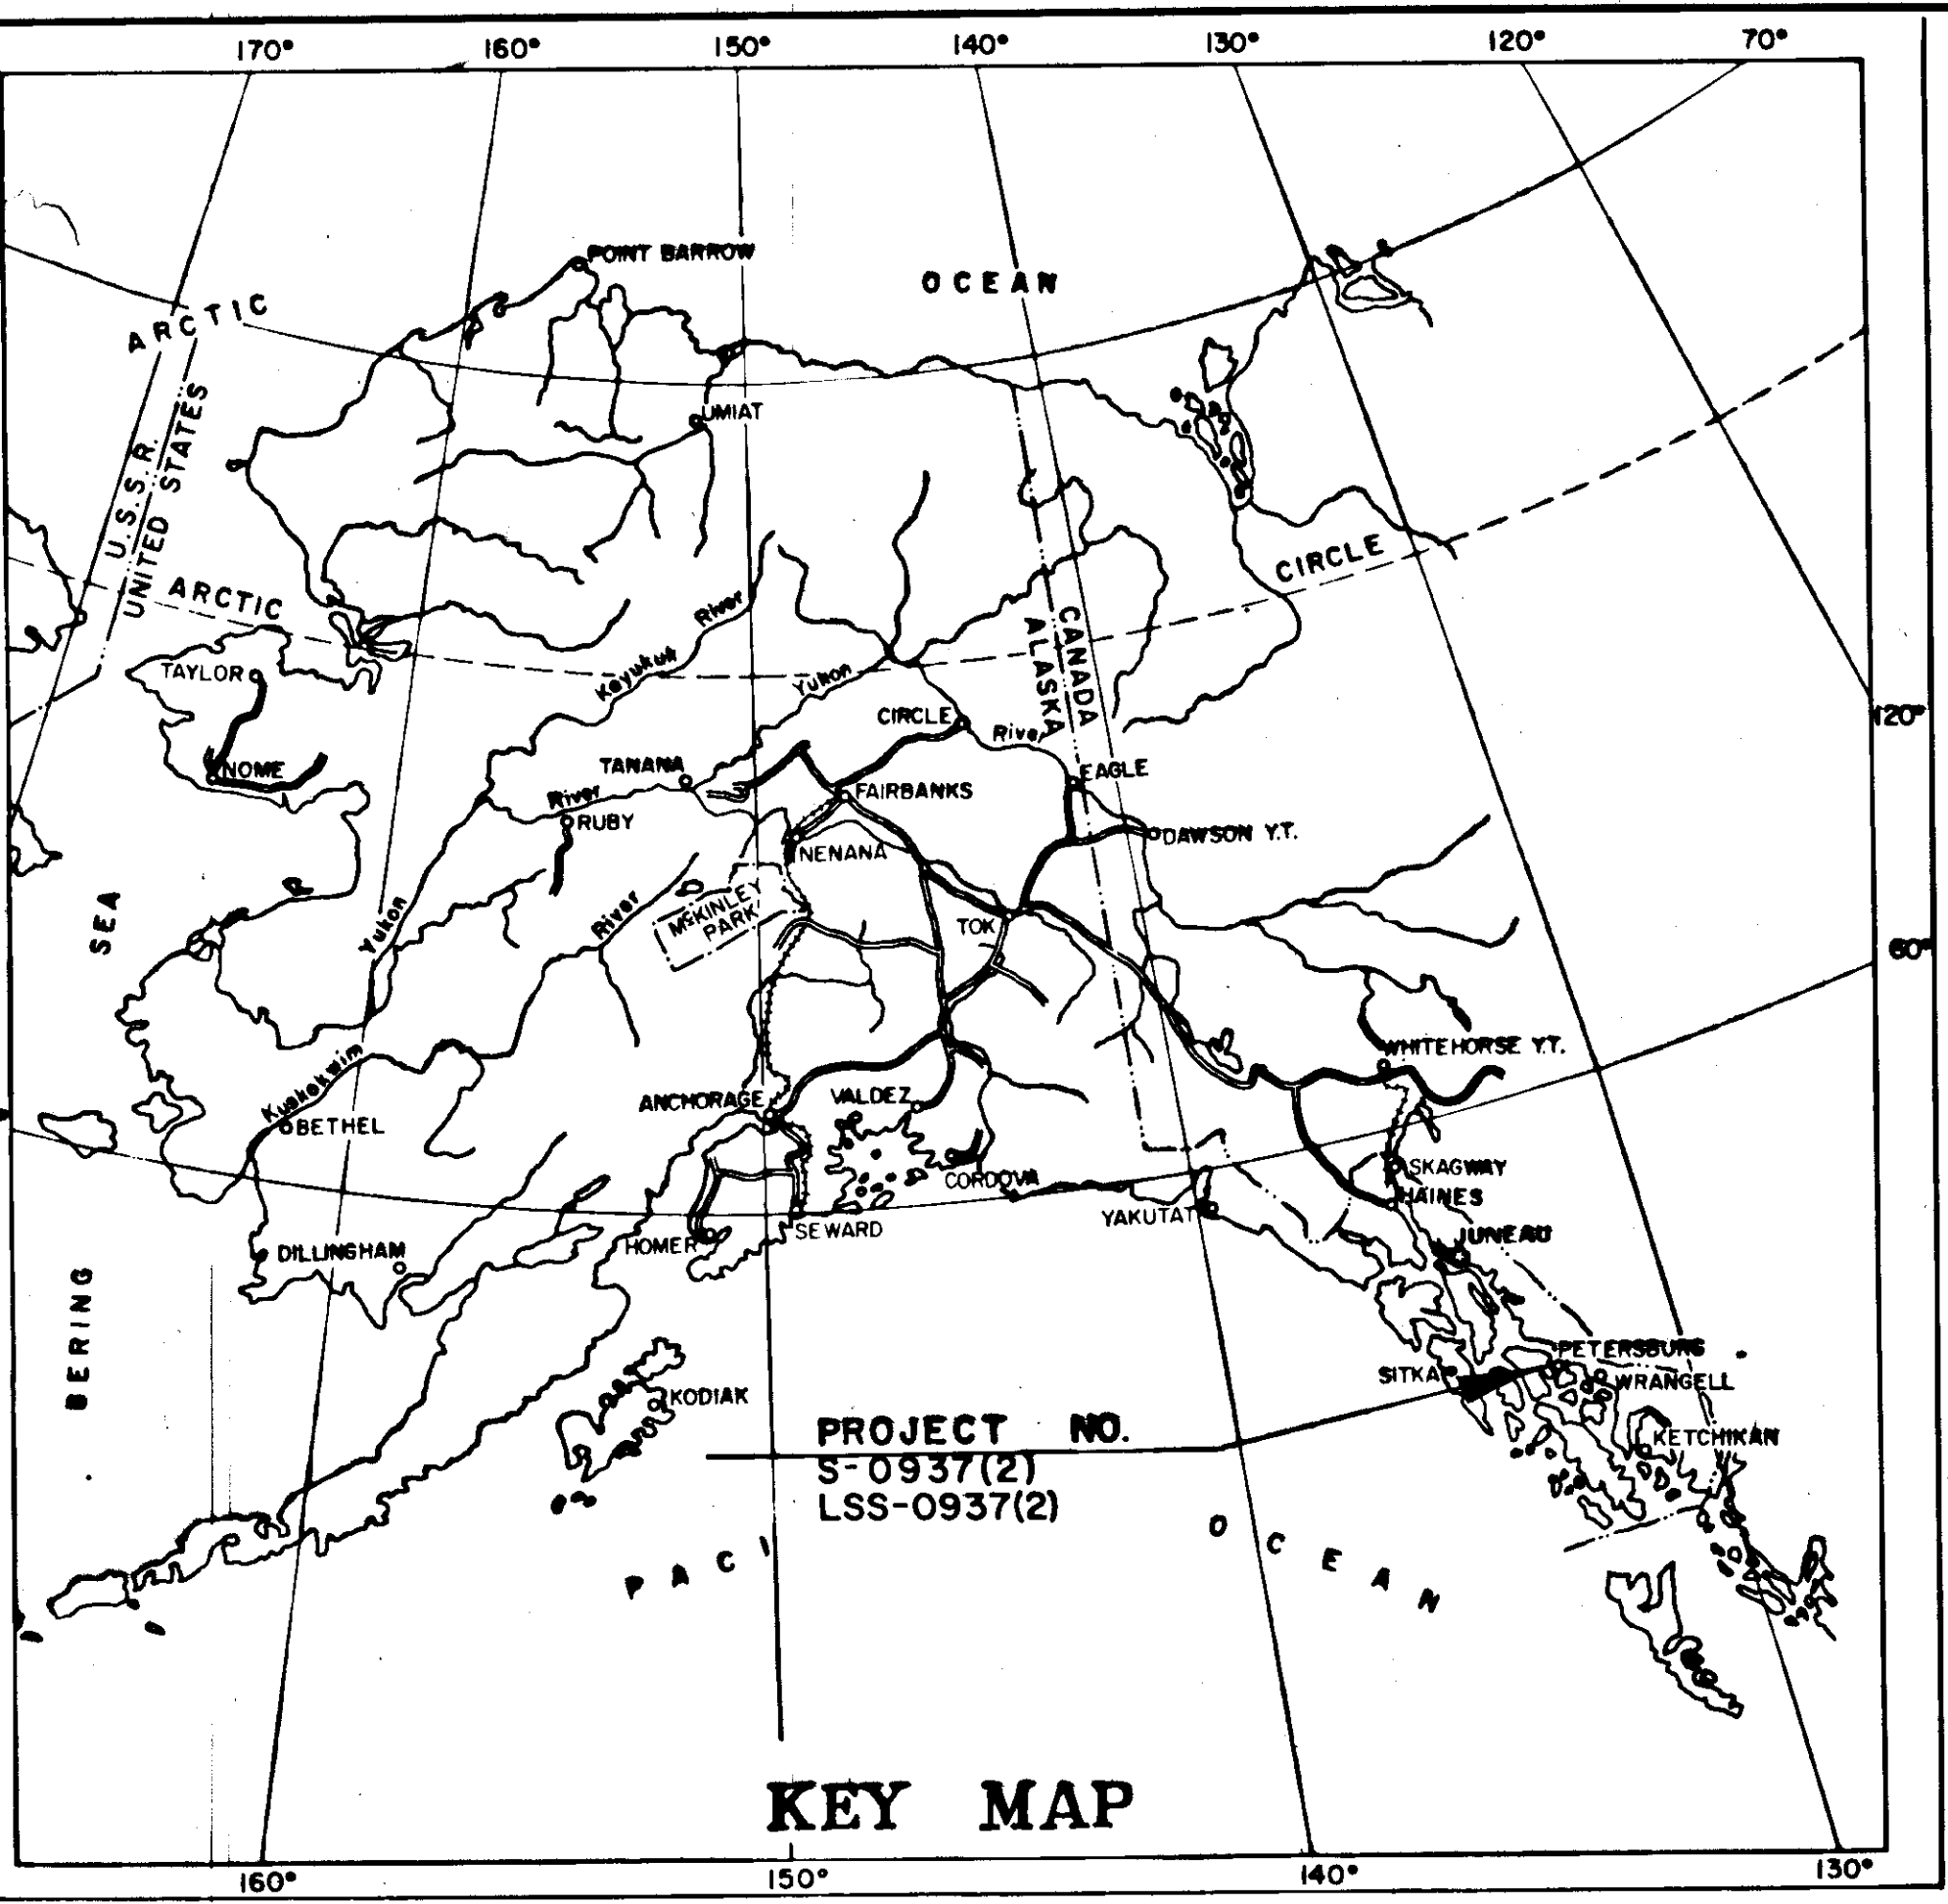 170° 160° 150° 140° 130° 120° 70°
POINT BARROW
OCEAN
ARCTIC
UMIAT
U.S.S.R.
UNITED STATES
ARCTIC
CIRCLE
River
Koyukuk
CANADA
ALASKA
TAYLOR
Yukon
CIRCLE
River
120°
NOME
TANANA
EAGLE
River
FAIRBANKS
RUBY
DAWSON Y.T.
NENANA
McKINLEY
PARK
River
SEA
Yukon
TOK
60°
WHITEHORSE Y.T.
Kuskokwim
ANCHORAGE
VALDEZ
BETHEL
SKAGWAY
CORDOVA
HAINES
YAKUTAT
SEWARD
HOMER
JUNEAU
DILLINGHAM
BERING
PETERSBURG
SITKA
WRANGELL
KODIAK
PROJECT NO.
KETCHIKAN
S-0937(2)
LSS-0937(2)
PACI
OCEAN
KEY MAP
160° 150° 140° 130°